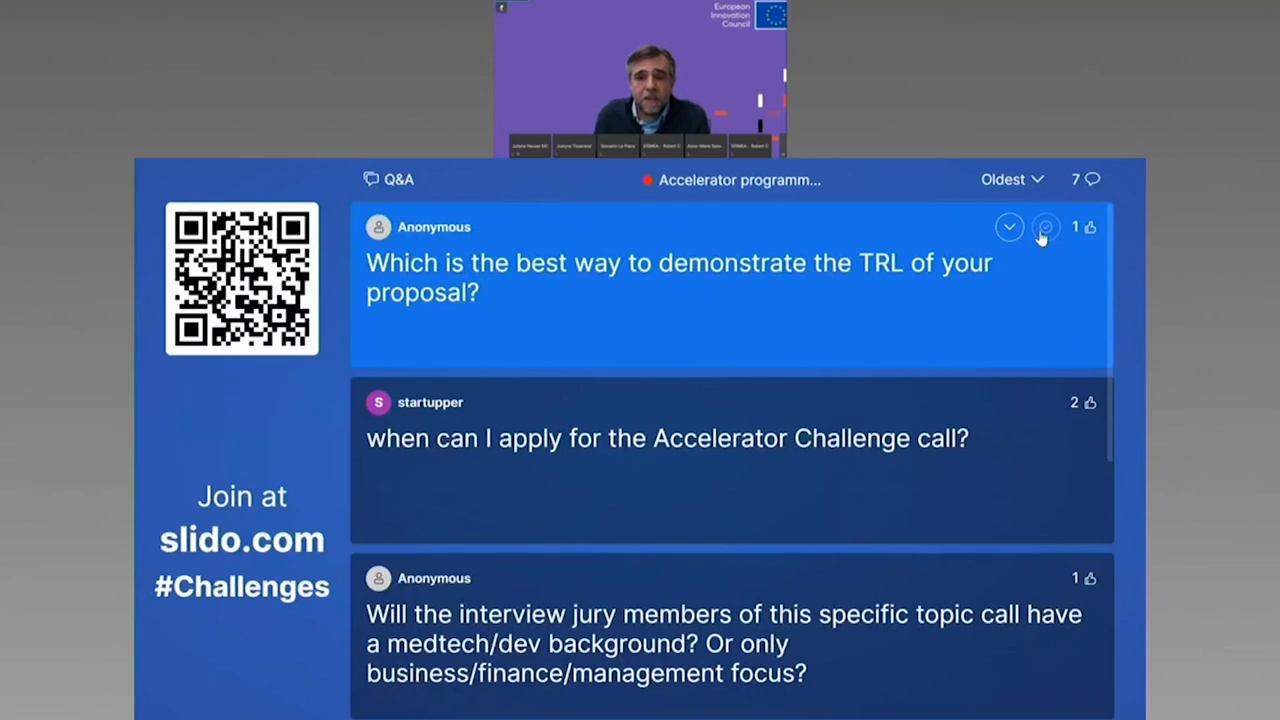 European
Innovation
Council
Q&A
Accelerator programm...
Oldest
7
Anonymous
1
Which is the best way to demonstrate the TRL of your
proposal?
S
startupper
2
when can I apply for the Accelerator Challenge call?
Join at
slido.com
#Challenges
Anonymous
1
Will the interview jury members of this specific topic call have
a medtech/dev background? Or only
business/finance/management focus?